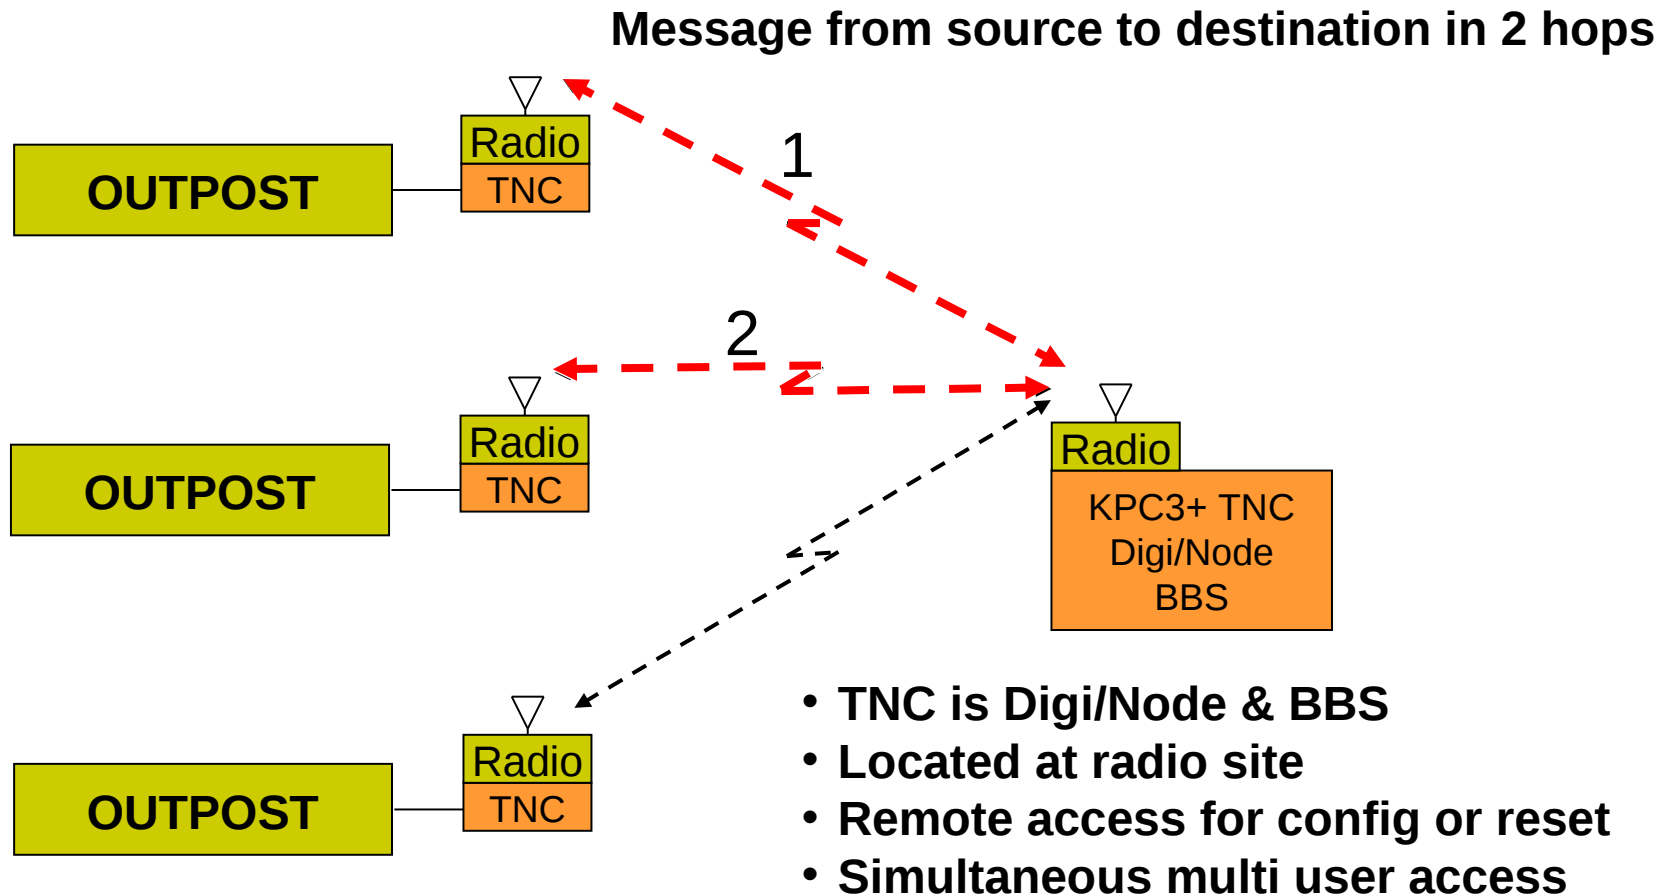 Message from source to destination in 2 hops
Radio
TNC
OUTPOST
1
2
Radio
TNC
OUTPOST
Radio
KPC3+ TNC
Digi/Node
BBS
Radio
TNC
OUTPOST
• TNC is Digi/Node & BBS
• Located at radio site
• Remote access for config or reset
• Simultaneous multi user access